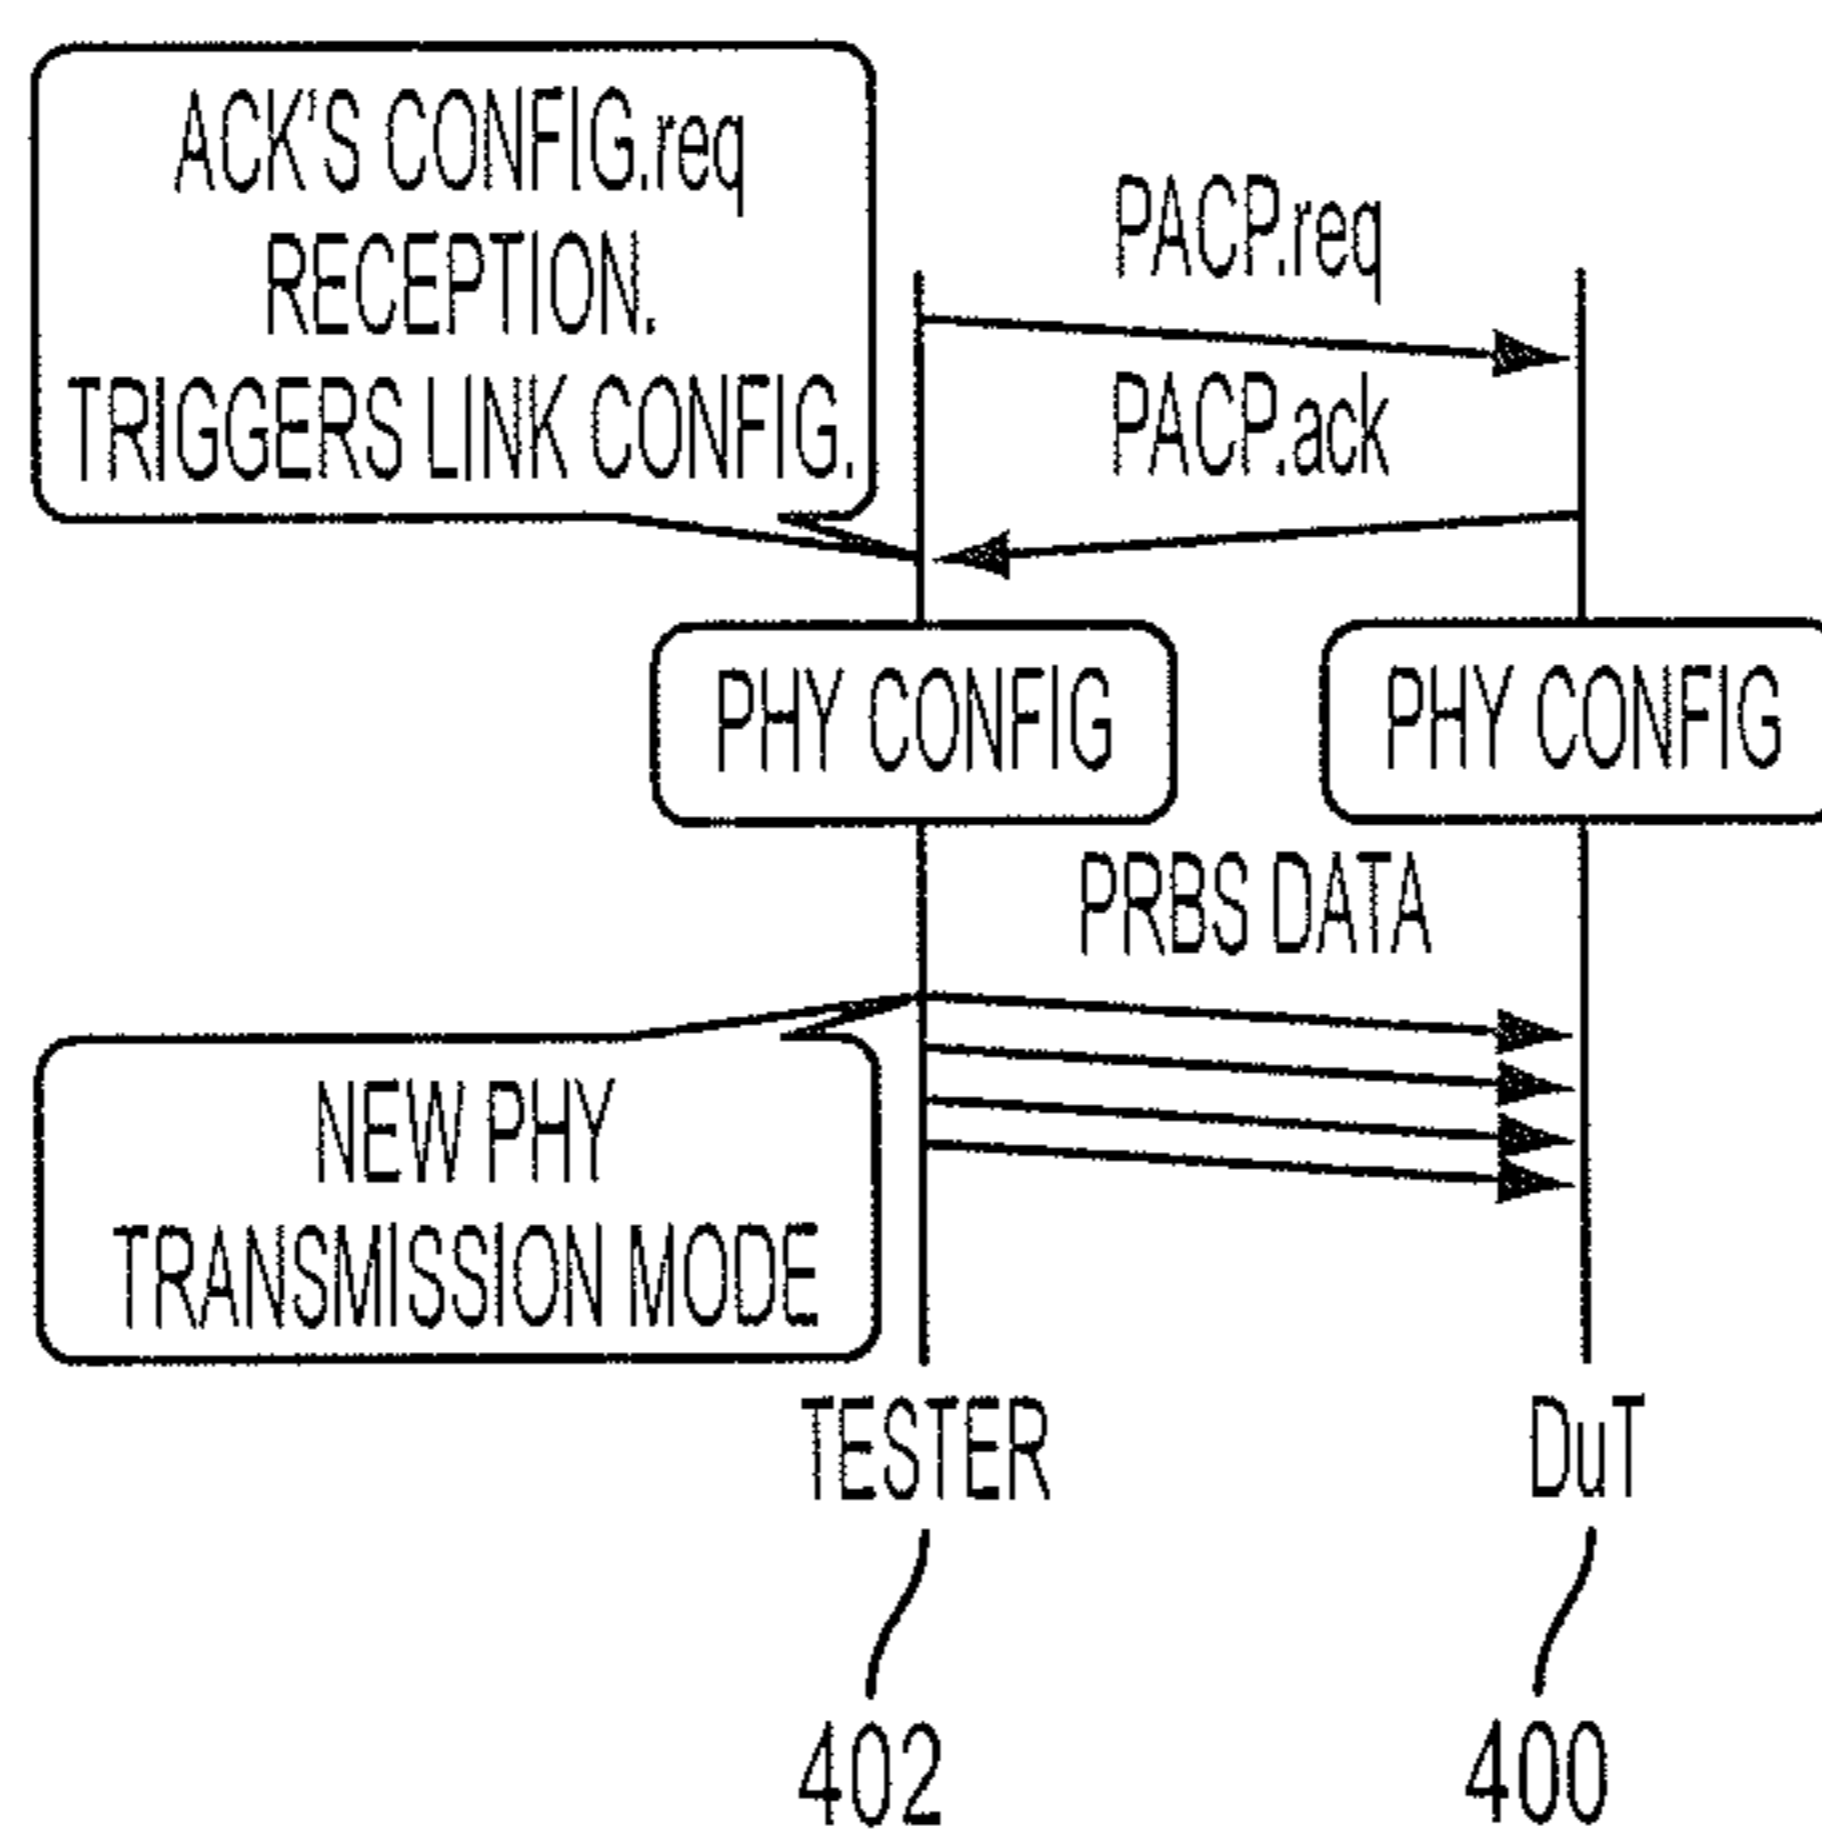 ACK'S CONFIG.req
RECEPTION.
TRIGGERS LINK CONFIG.
PACP.req
PACP.ack
PHY CONFIG
PHY CONFIG
PRBS DATA
NEW PHY
TRANSMISSION MODE
TESTER
DuT
402
400